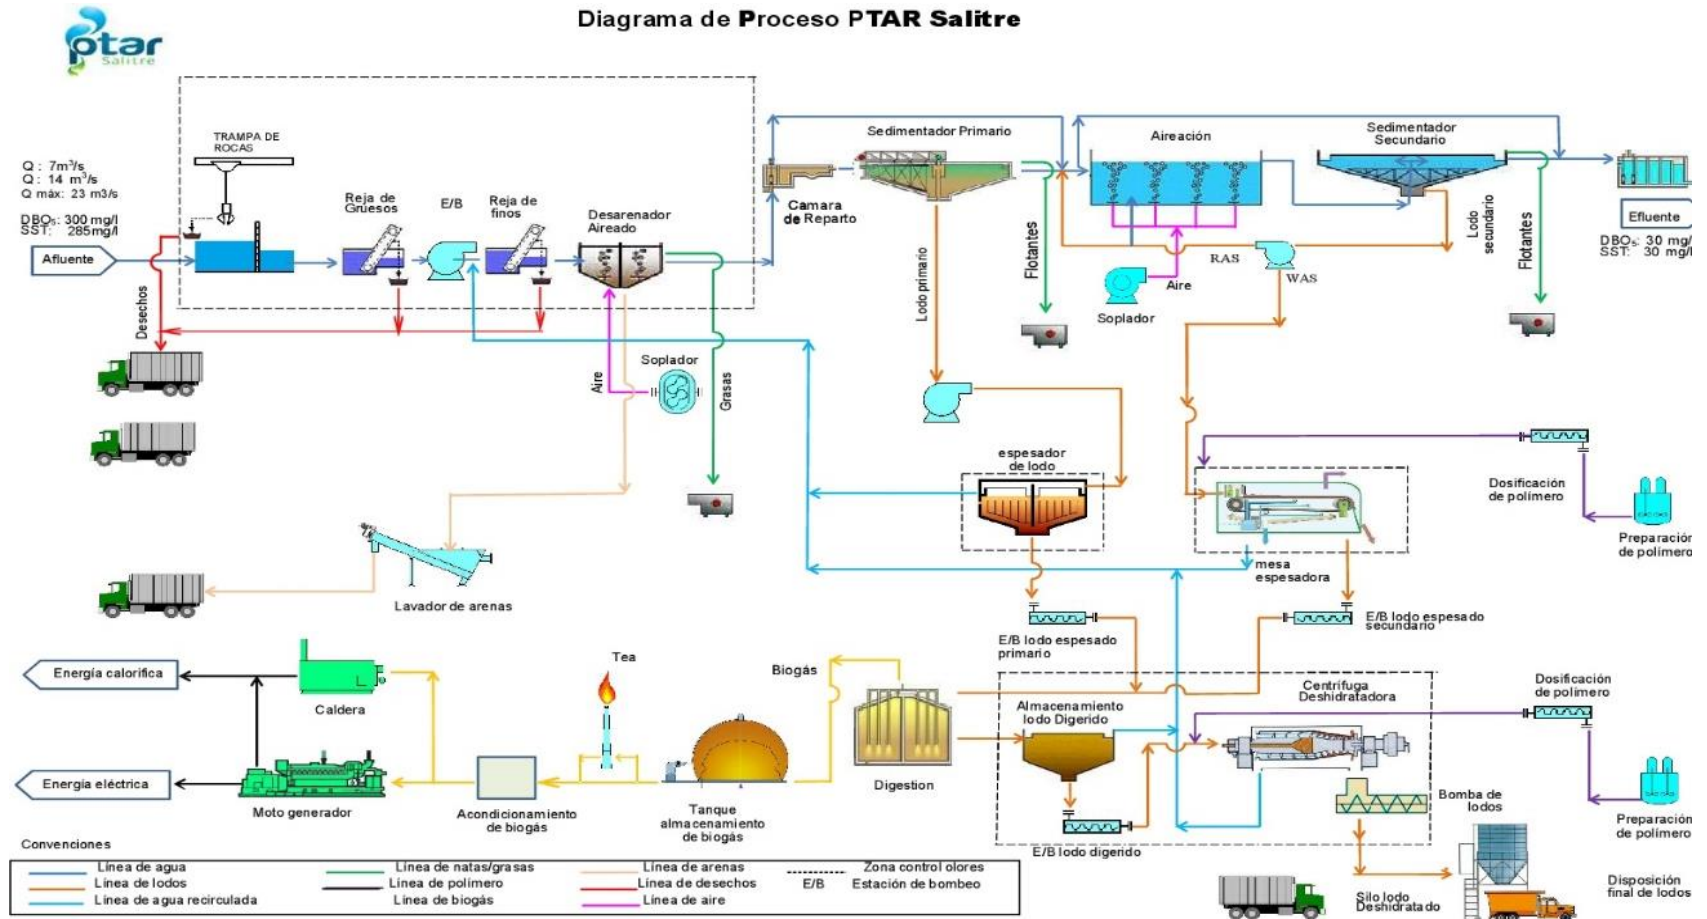 Diagrama de Proceso PTAR Salitre
ptar
Salitre
TRAMPA DE
ROCAS
Q : 7m³/s
Q : 14 m³/s
Q máx: 23 m3/s
DBO₅: 300 mg/l
SST: 285mg/l
Afluente
Reja de
Gruesos
E/B
Reja de
finos
Desarenador
Aireado
Camara
de Reparto
Sedimentador Primario
Aireación
Sedimentador
Secundario
Efluente
DBO₅: 30 mg/
SST: 30 mg/l
Desechos
Soplador
Aire
Grasas
Lodo primario
Flotantes
RAS
WAS
Aire
Soplador
Lodo
secundario
Flotantes
espesador
de lodo
Dosificación
de polímero
Preparación
de polímero
mesa
espesadora
Lavador de arenas
E/B lodo espesado
primario
E/B lodo espesado
secundario
Energía calorifica
Caldera
Tea
Biogás
Energía eléctrica
Moto generador
Acondicionamiento
de biogás
Tanque
almacenamiento
de biogás
Digestion
Almacenamiento
lodo Digerido
Centrífuga
Deshidratadora
Dosificación
de polímero
E/B lodo digerido
Bomba de
lodos
Preparación
de polímero
Silo lodo
Deshidratado
Disposición
final de lodos
Convenciones
Línea de agua
Línea de natas/grasas
Línea de arenas
Zona control olores
Línea de lodos
Línea de polímero
Línea de desechos
E/B
Estación de bombeo
Línea de agua recirculada
Línea de biogás
Línea de aire